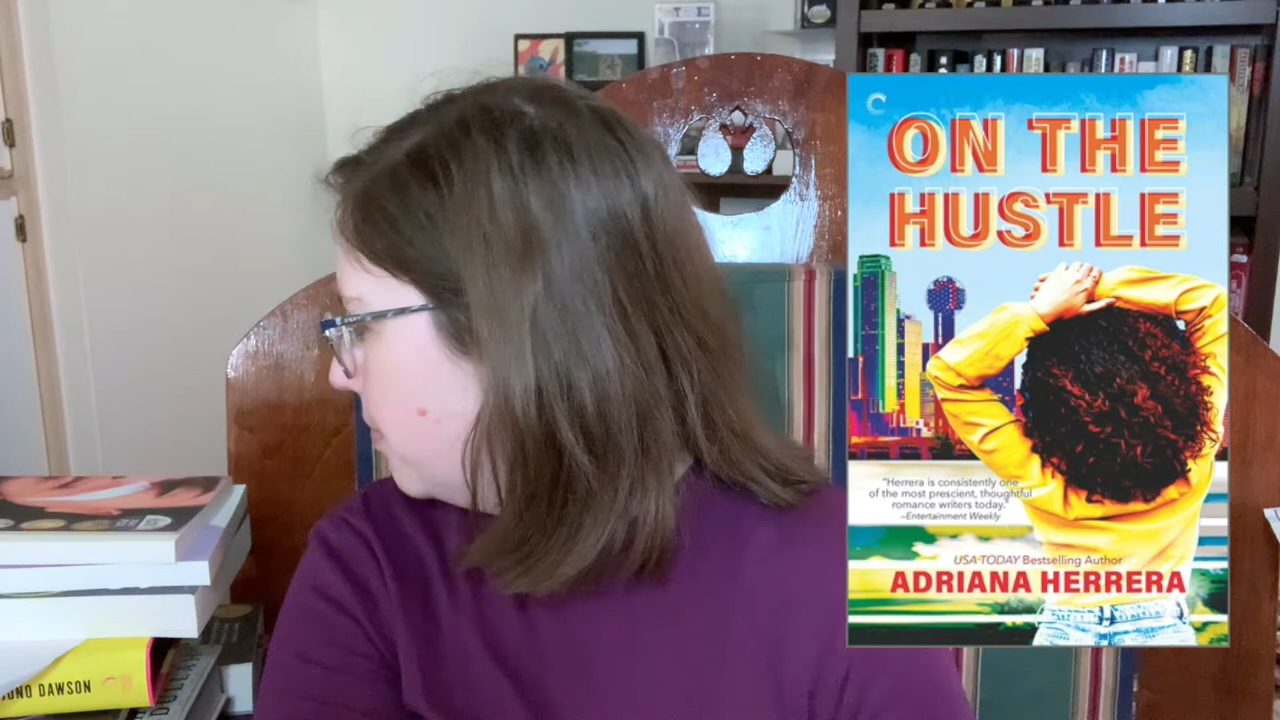 ON THE
HUSTLE
"Herrera is consistently one
of the most prescient, thoughtful
romance writers today."
–Entertainment Weekly
USA TODAY Bestselling Author
ADRIANA HERRERA
UNO DAWSON